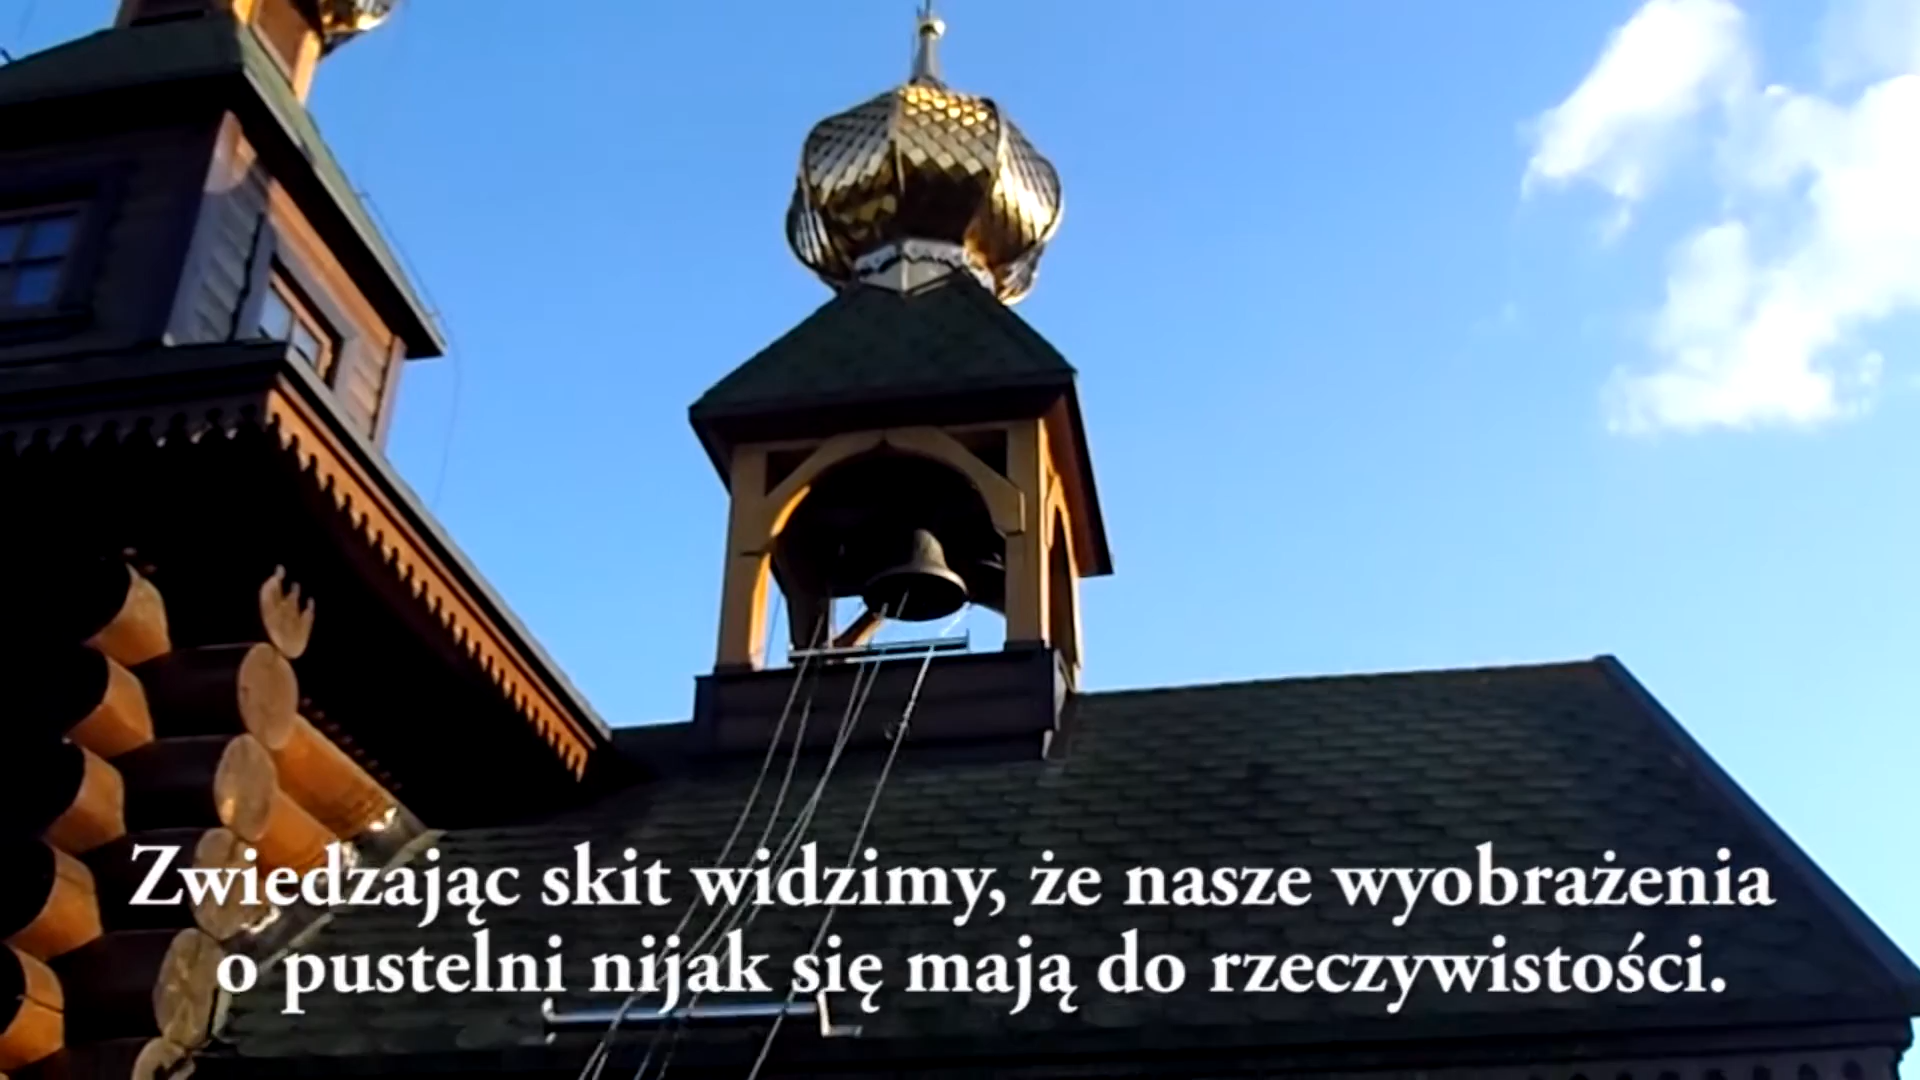 Zwiedzając skit widzimy, że nasze wyobrażenia
o pustelni nijak się mają do rzeczywistości.